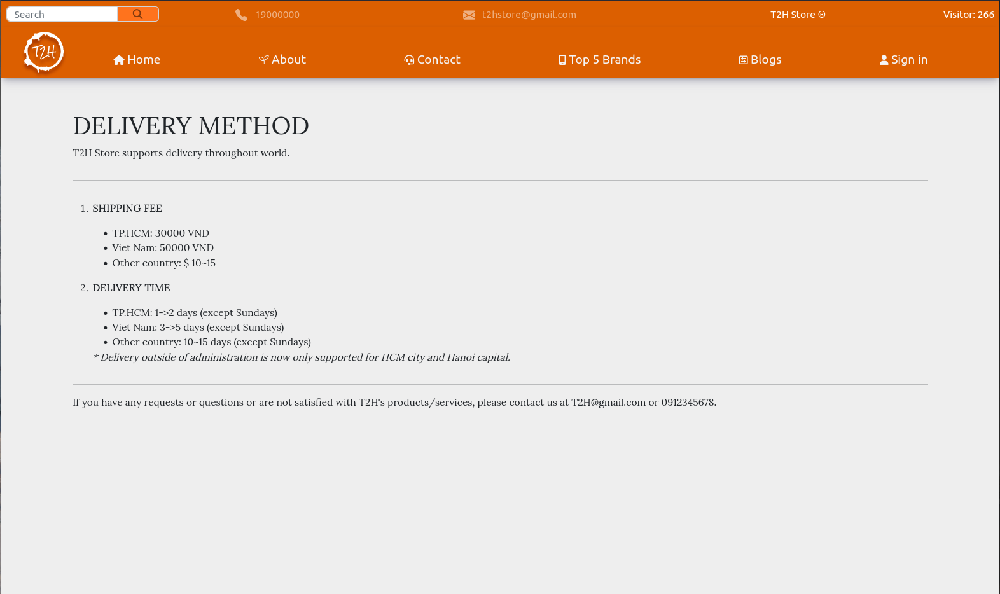 Search
19000000
t2hstore@gmail.com
T2H Store ®
Visitor: 266
T2H
Home
About
Contact
Top 5 Brands
Blogs
Sign in
DELIVERY METHOD
T2H Store supports delivery throughout world.
1. SHIPPING FEE
• TP.HCM: 30000 VND
• Viet Nam: 50000 VND
• Other country: $ 10~15
2. DELIVERY TIME
• TP.HCM: 1->2 days (except Sundays)
• Viet Nam: 3->5 days (except Sundays)
• Other country: 10~15 days (except Sundays)
* Delivery outside of administration is now only supported for HCM city and Hanoi capital.
If you have any requests or questions or are not satisfied with T2H's products/services, please contact us at T2H@gmail.com or 0912345678.